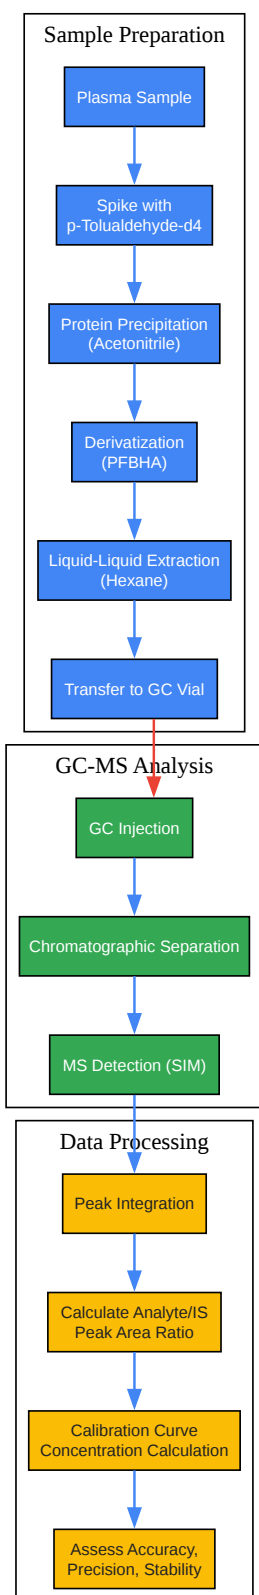 Sample Preparation
Plasma Sample
Spike with
p-Tolualdehyde-d4
Protein Precipitation
(Acetonitrile)
Derivatization
(PFBHA)
Liquid-Liquid Extraction
(Hexane)
Transfer to GC Vial
GC-MS Analysis
GC Injection
Chromatographic Separation
MS Detection (SIM)
Data Processing
Peak Integration
Calculate Analyte/IS
Peak Area Ratio
Calibration Curve
Concentration Calculation
Assess Accuracy,
Precision, Stability